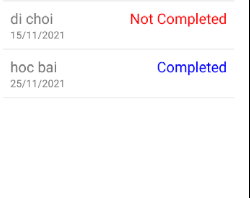 di choi Not Completed
15/11/2021
hoc bai Completed
25/11/2021